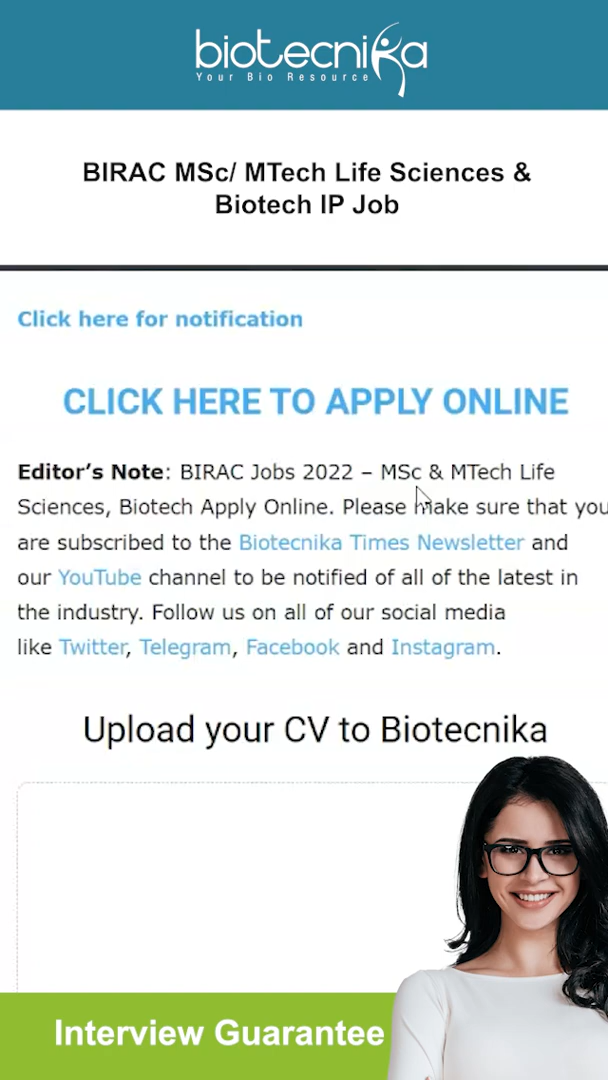 biotecnika
Your Bio Resource
BIRAC MSc/ MTech Life Sciences &
Biotech IP Job
Click here for notification
CLICK HERE TO APPLY ONLINE
Editor’s Note: BIRAC Jobs 2022 – MSc & MTech Life
Sciences, Biotech Apply Online. Please make sure that you
are subscribed to the Biotecnika Times Newsletter and
our YouTube channel to be notified of all of the latest in
the industry. Follow us on all of our social media
like Twitter, Telegram, Facebook and Instagram.
Upload your CV to Biotecnika
Interview Guarantee